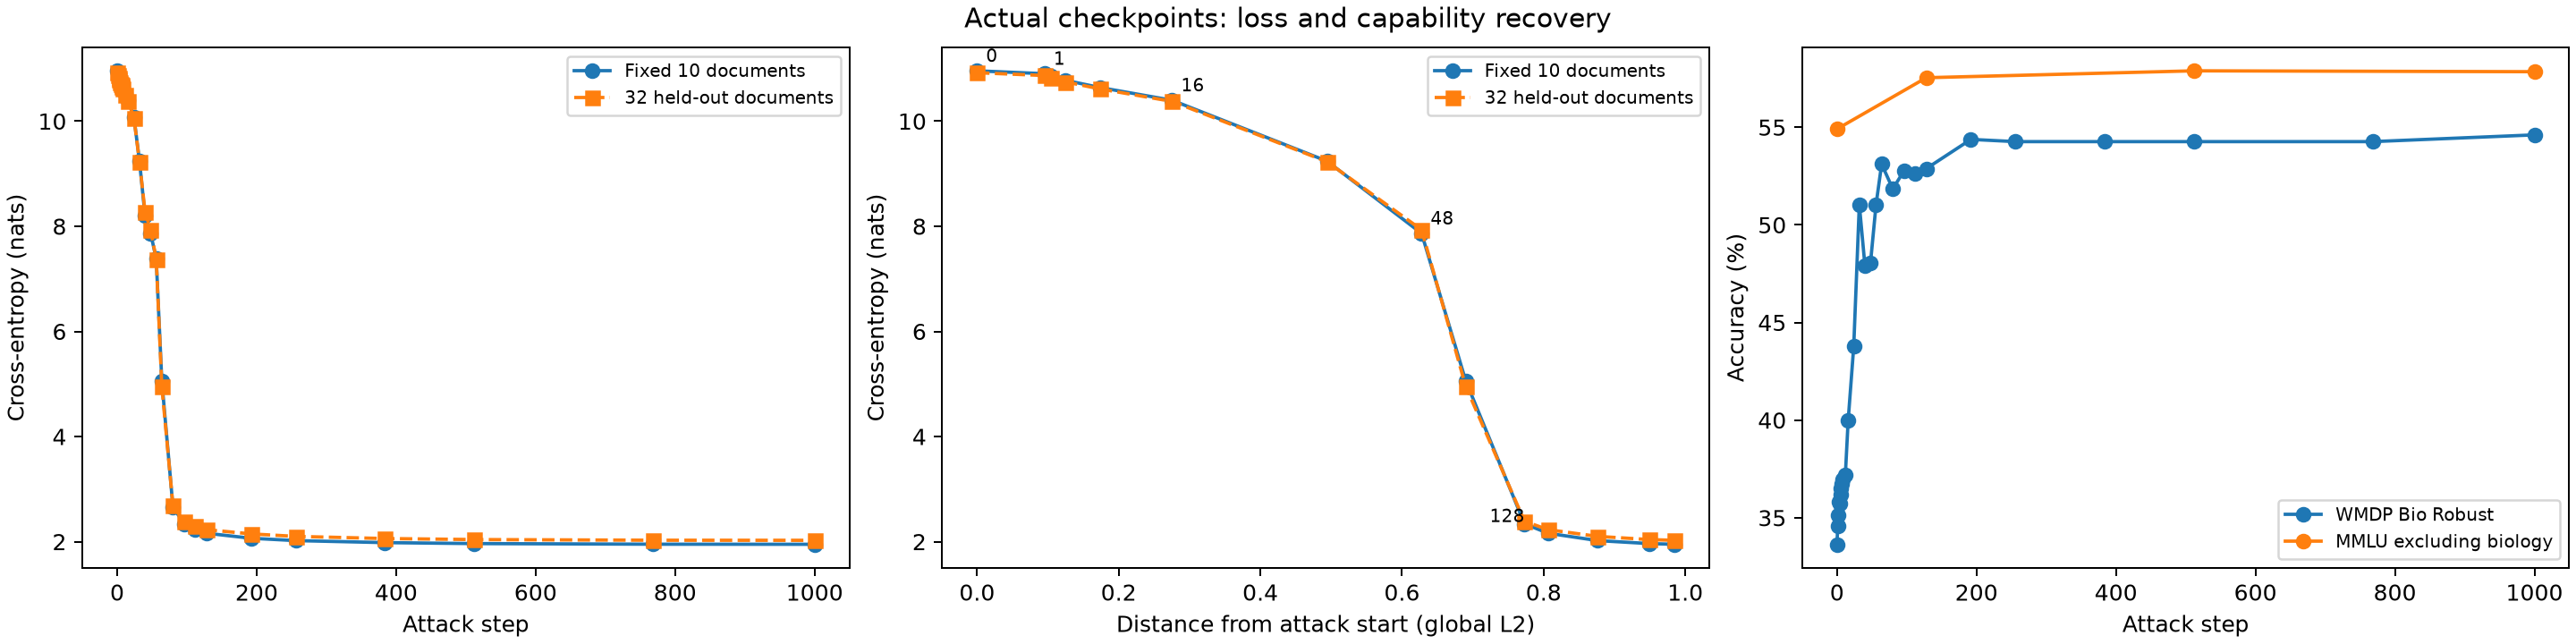 Actual checkpoints: loss and capability recovery
Cross-entropy (nats)
10
8
6
4
2
0
200
400
600
800
1000
Attack step
Fixed 10 documents
32 held-out documents
Cross-entropy (nats)
10
8
6
4
2
0.0
0.2
0.4
0.6
0.8
1.0
Distance from attack start (global L2)
0
1
16
48
128
Fixed 10 documents
32 held-out documents
Accuracy (%)
55
50
45
40
35
0
200
400
600
800
1000
Attack step
WMDP Bio Robust
MMLU excluding biology